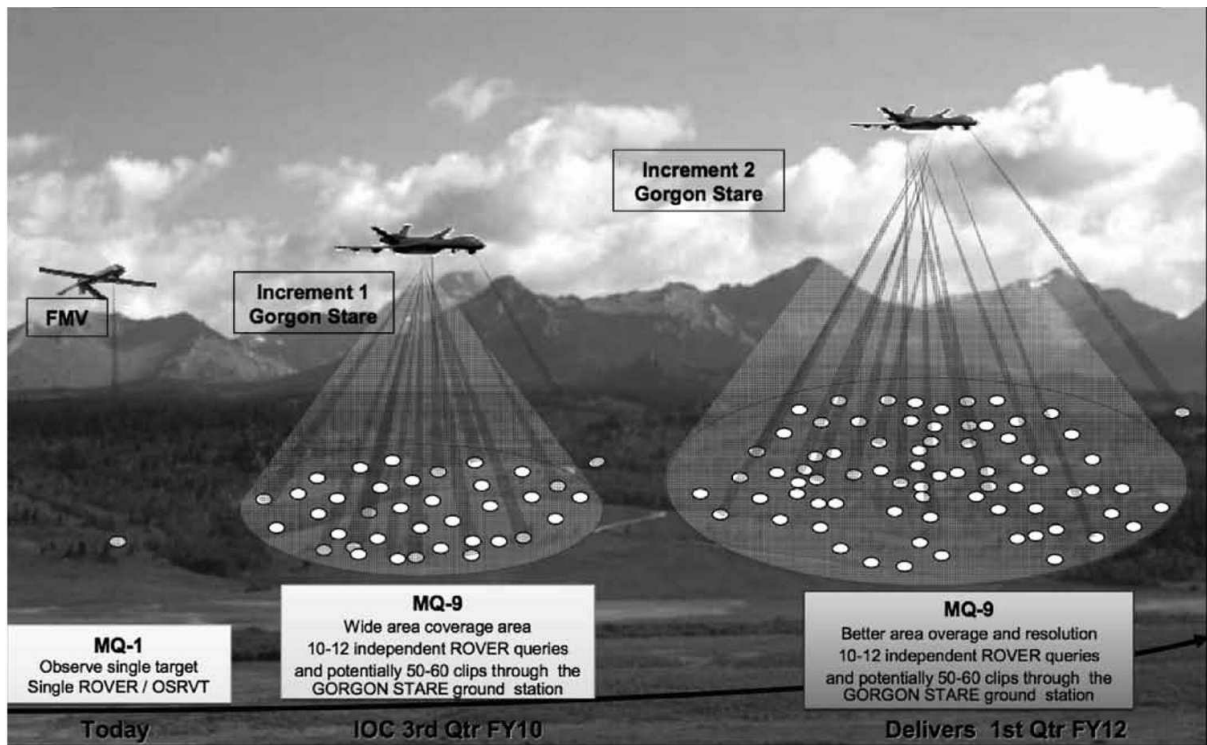 Increment 2
Gorgon Stare
Increment 1
Gorgon Stare
FMV
MQ-1
Observe single target
Single ROVER / OSRVT
MQ-9
Wide area coverage area
10-12 independent ROVER queries
and potentially 50-60 clips through the
GORGON STARE ground station
MQ-9
Better area overage and resolution
10-12 independent ROVER queries
and potentially 50-60 clips through the
GORGON STARE ground station
Today
IOC 3rd Qtr FY10
Delivers 1st Qtr FY12